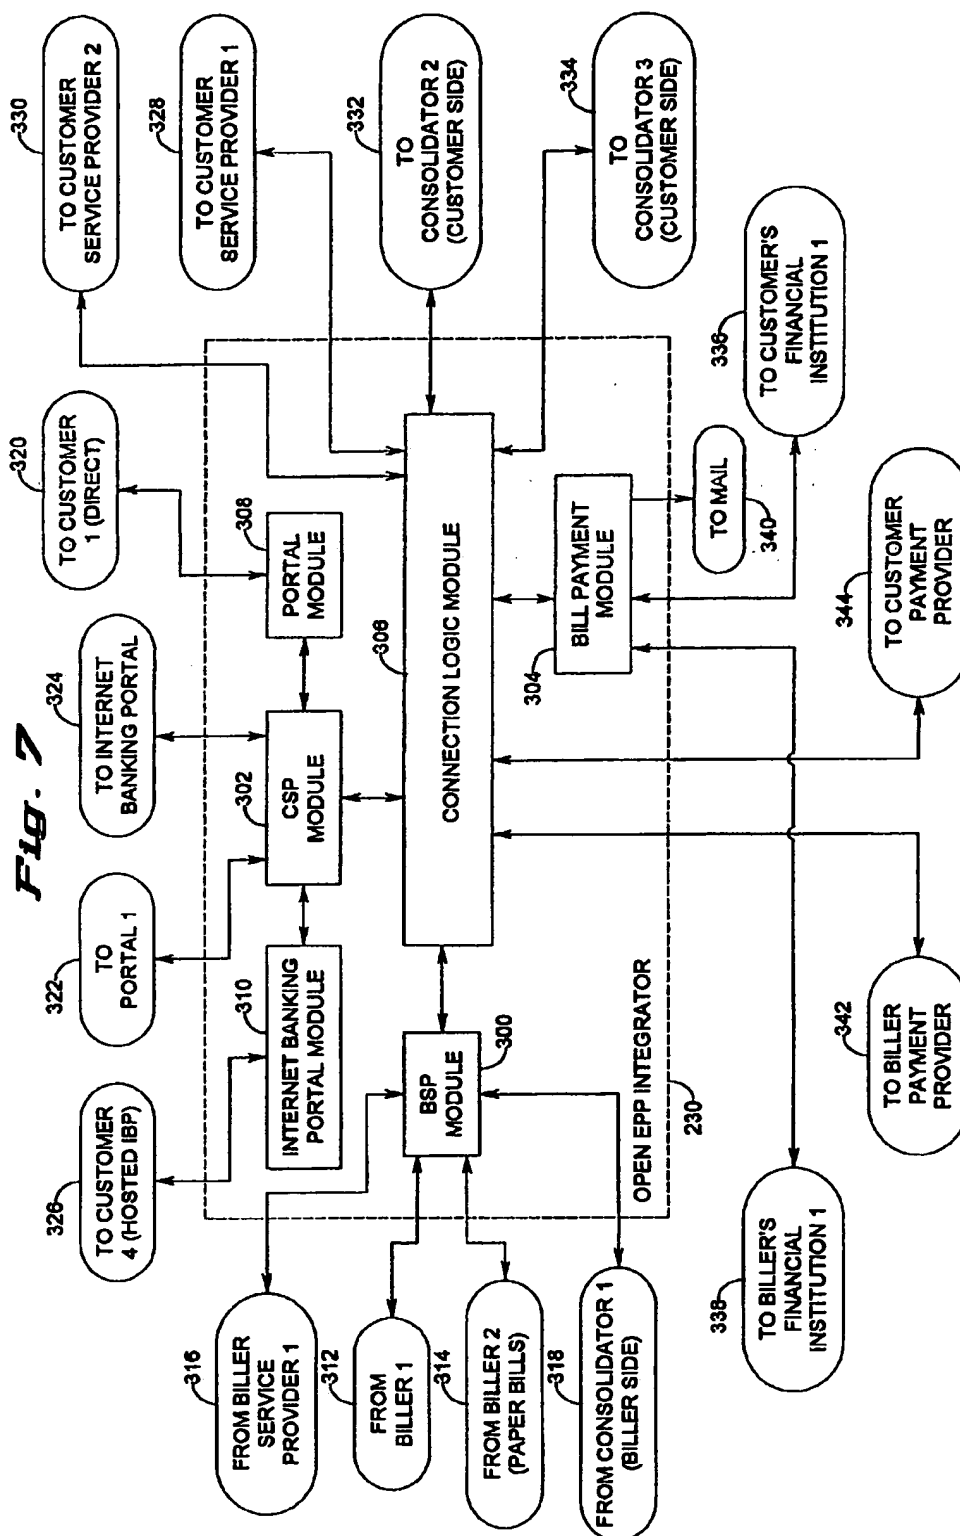 Fig. 7
326
TO CUSTOMER
4 (HOSTED IBP)
322
TO
PORTAL 1
324
TO INTERNET
BANKING PORTAL
320
TO CUSTOMER
1 (DIRECT)
330
TO CUSTOMER
SERVICE PROVIDER 2
328
TO CUSTOMER
SERVICE PROVIDER 1
316
FROM BILLER
SERVICE
PROVIDER 1
310
INTERNET BANKING
PORTAL MODULE
302
CSP
MODULE
308
PORTAL
MODULE
312
FROM
BILLER 1
300
BSP
MODULE
306
CONNECTION LOGIC MODULE
332
TO
CONSOLIDATOR 2
(CUSTOMER SIDE)
314
FROM BILLER 2
(PAPER BILLS)
318
FROM CONSOLIDATOR 1
(BILLER SIDE)
304
BILL PAYMENT
MODULE
334
TO
CONSOLIDATOR 3
(CUSTOMER SIDE)
OPEN EPP INTEGRATOR
230
TO MAIL
340
338
TO BILLER'S
FINANCIAL
INSTITUTION 1
336
TO CUSTOMER'S
FINANCIAL
INSTITUTION 1
342
TO BILLER
PAYMENT
PROVIDER
344
TO CUSTOMER
PAYMENT
PROVIDER